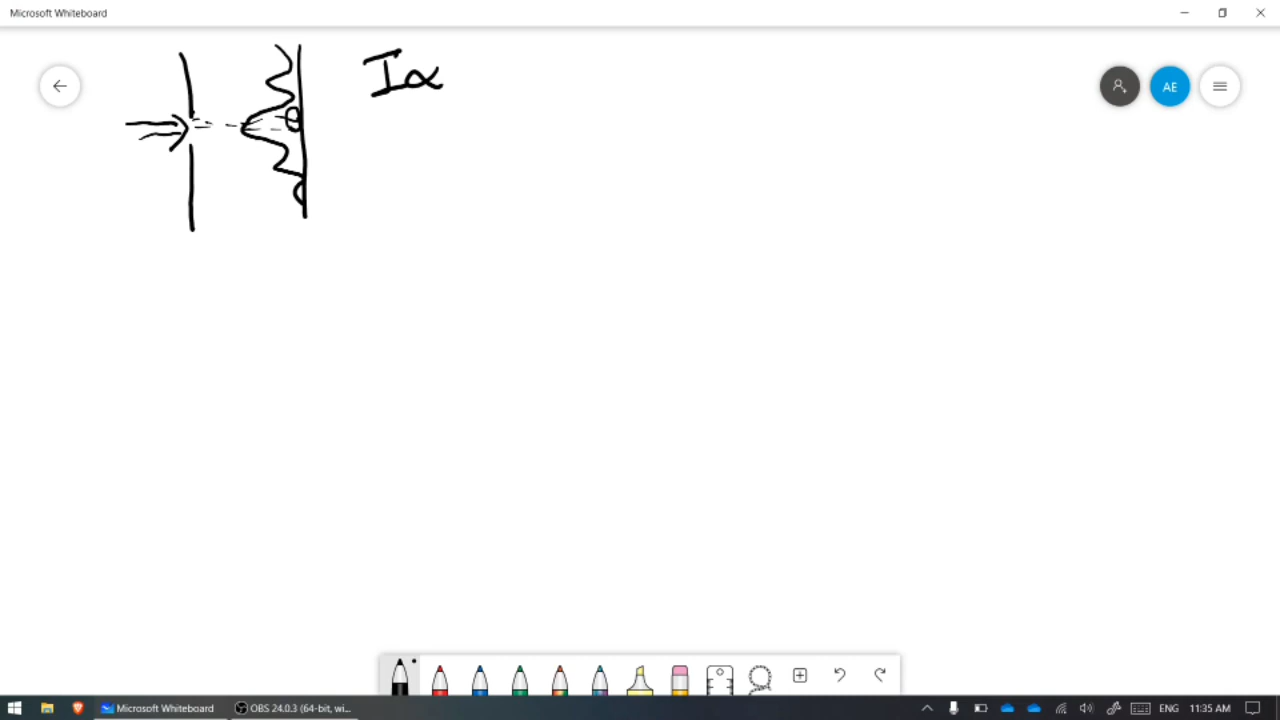 Microsoft Whiteboard
I∝
AE
Microsoft Whiteboard
OBS 24.0.3 (64-bit, wi...
ENG
11:35 AM